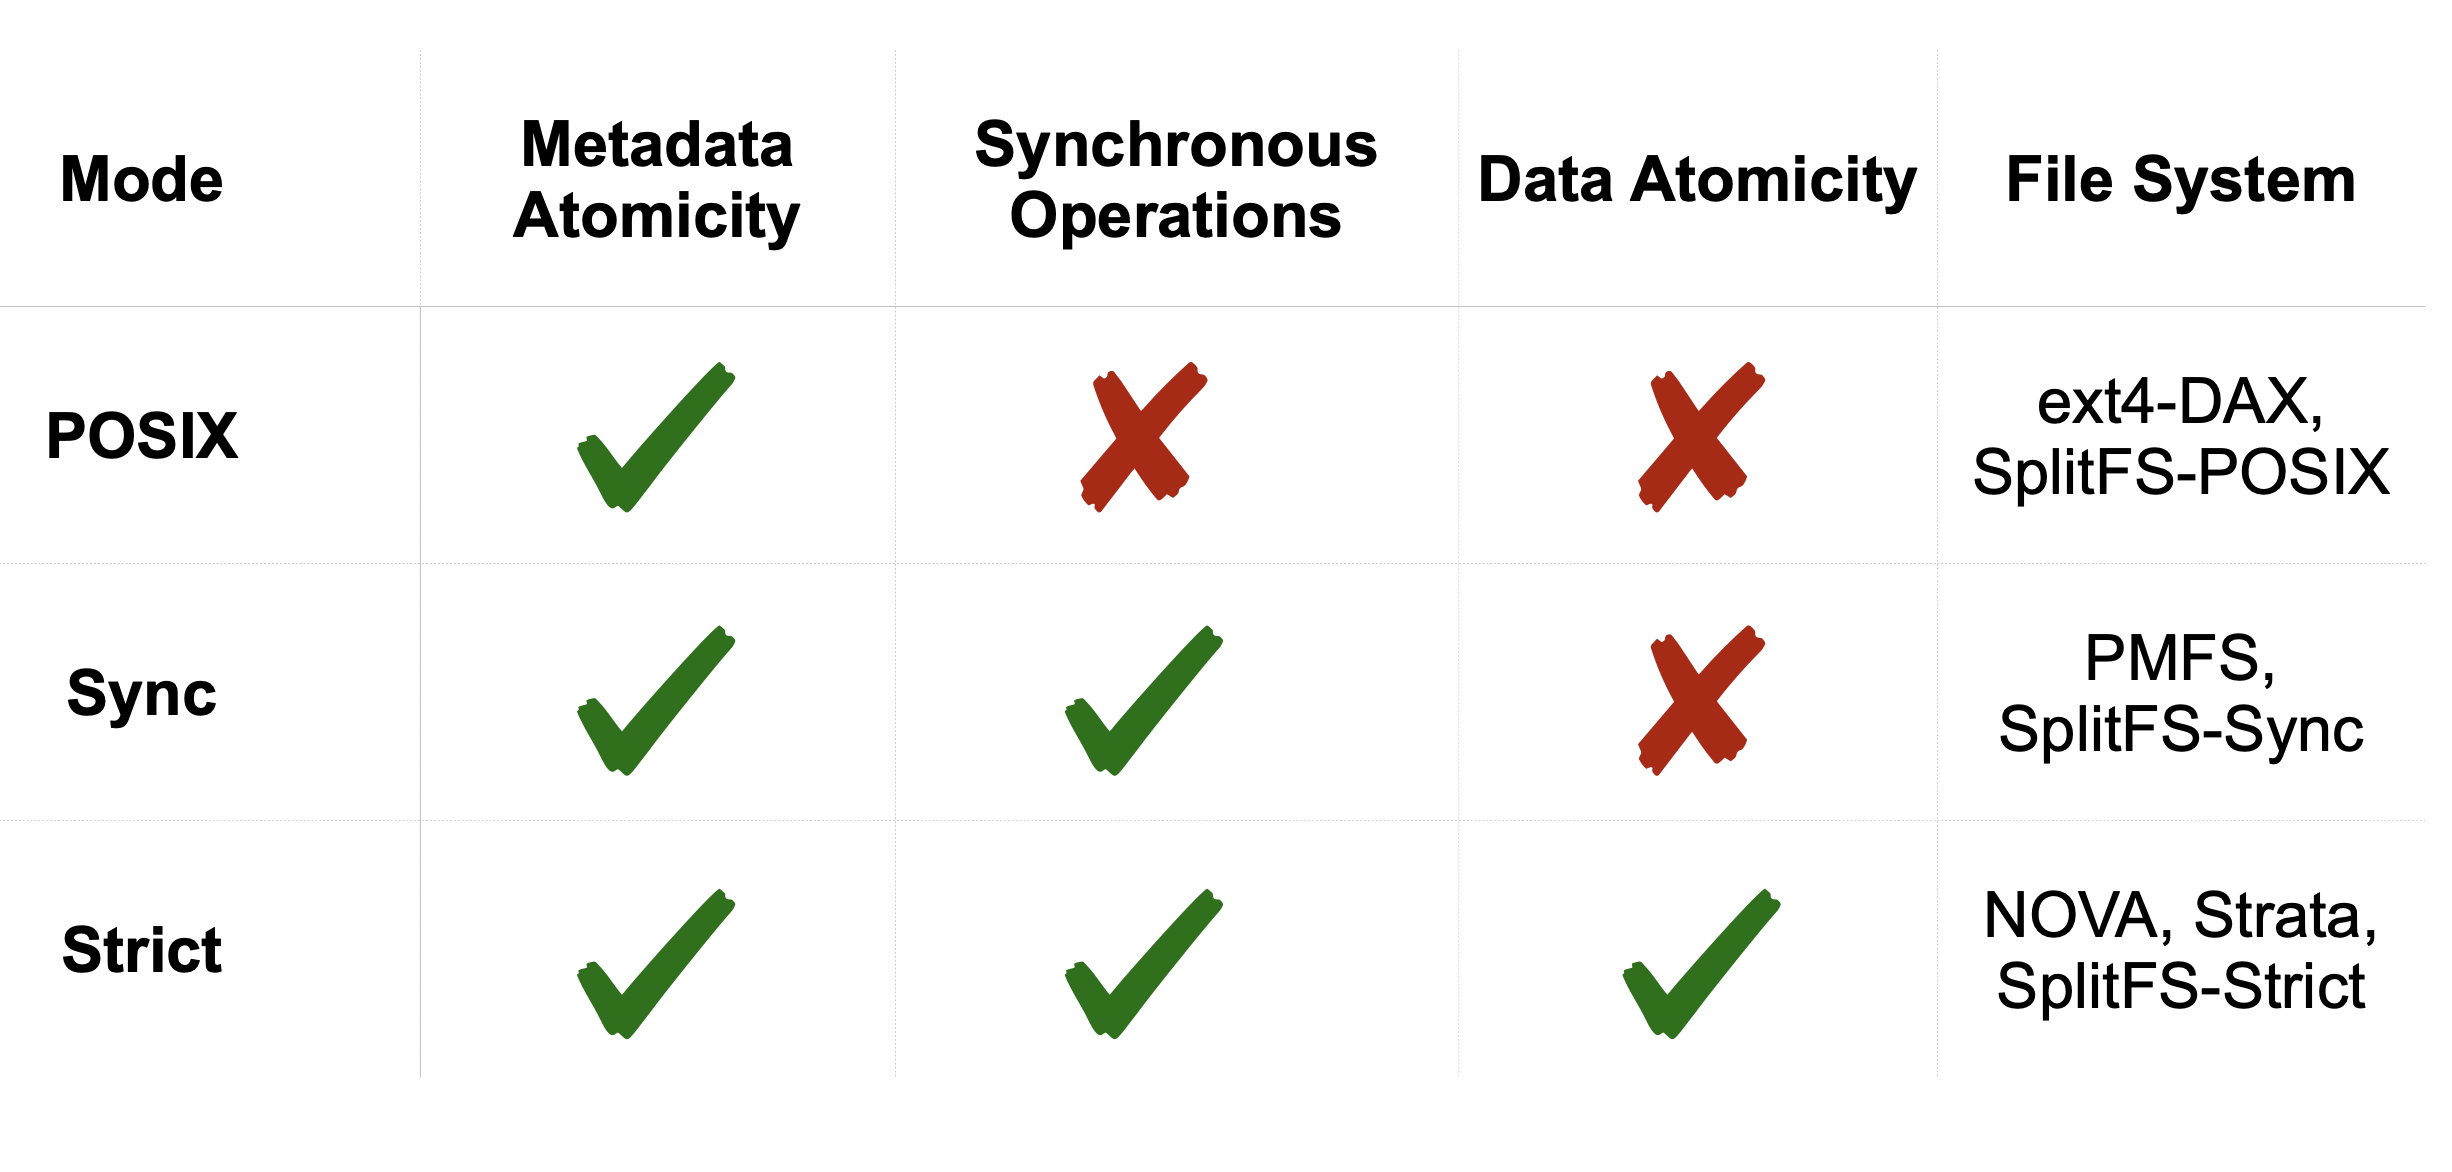 Mode
Metadata
Atomicity
Synchronous
Operations
Data Atomicity
File System
POSIX
ext4-DAX,
SplitFS-POSIX
Sync
PMFS,
SplitFS-Sync
Strict
NOVA, Strata,
SplitFS-Strict